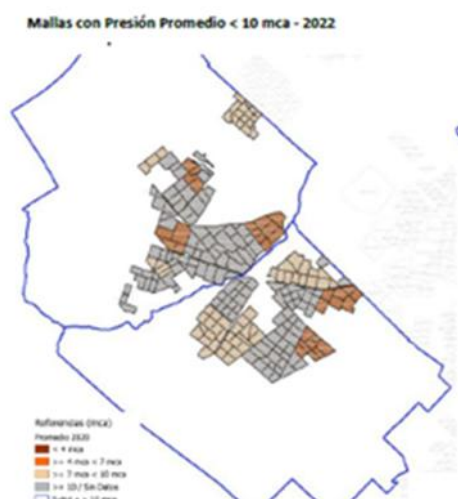 Mallas con Presión Promedio < 10 mca - 2022
Referencias (mca)
Promedio 2020
< 4 mca
>= 4 mca < 7 mca
>= 7 mca < 10 mca
>= 10 / Sin Datos